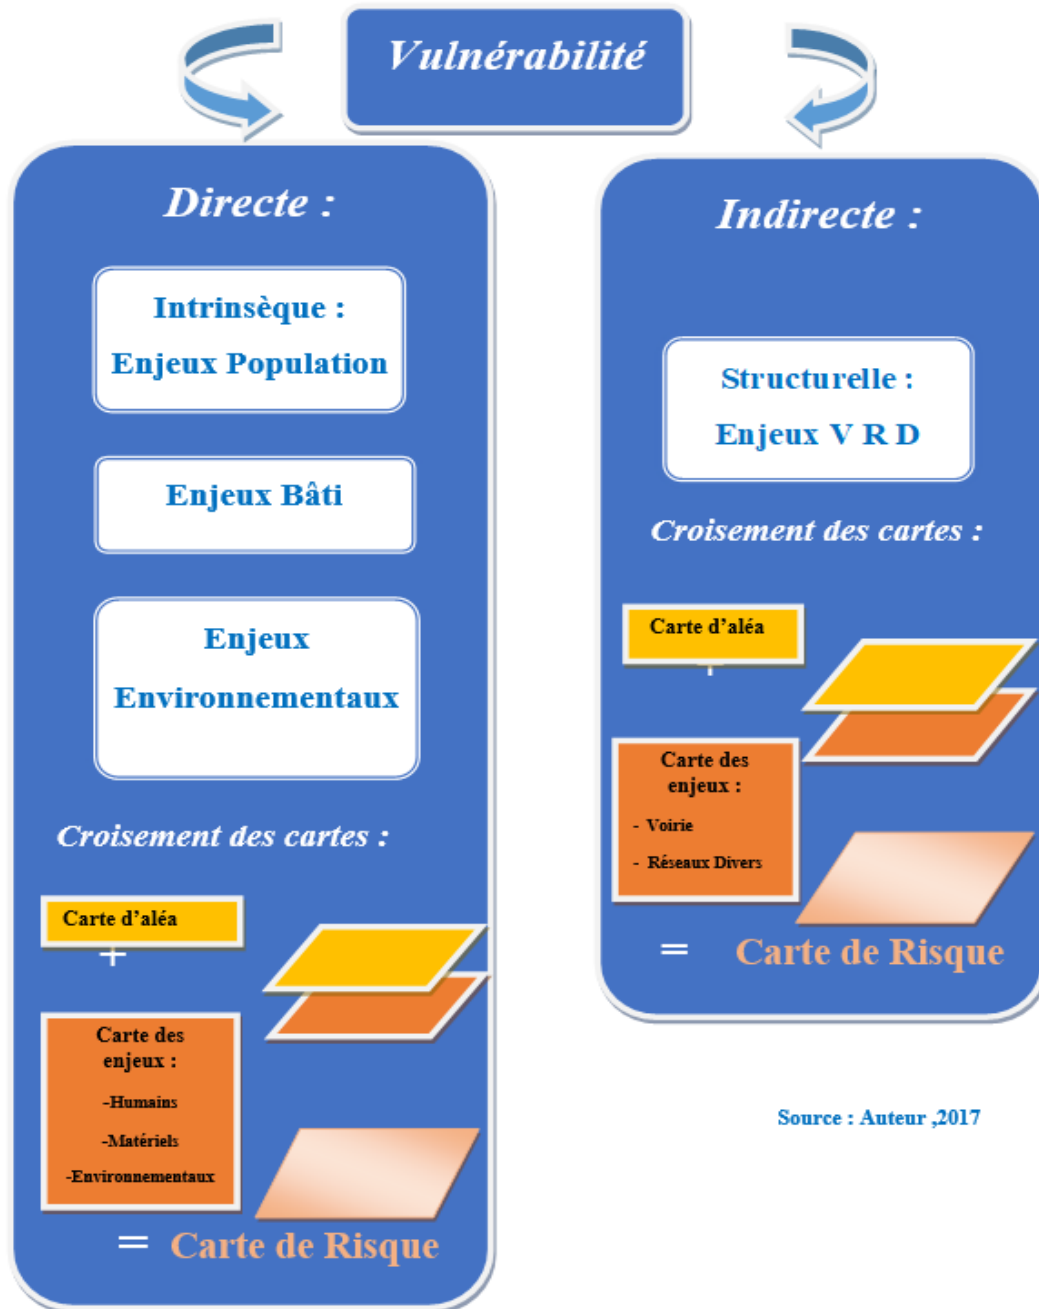 Vulnérabilité
Directe :
Intrinsèque :
Enjeux Population
Enjeux Bâti
Enjeux
Environnementaux
Croisement des cartes :
Carte d’aléa
+
Carte des
enjeux :
-Humains
-Matériels
-Environnementaux
= Carte de Risque
Indirecte :
Structurelle :
Enjeux V R D
Croisement des cartes :
Carte d’aléa
+
Carte des
enjeux :
- Voirie
- Réseaux Divers
= Carte de Risque
Source : Auteur ,2017